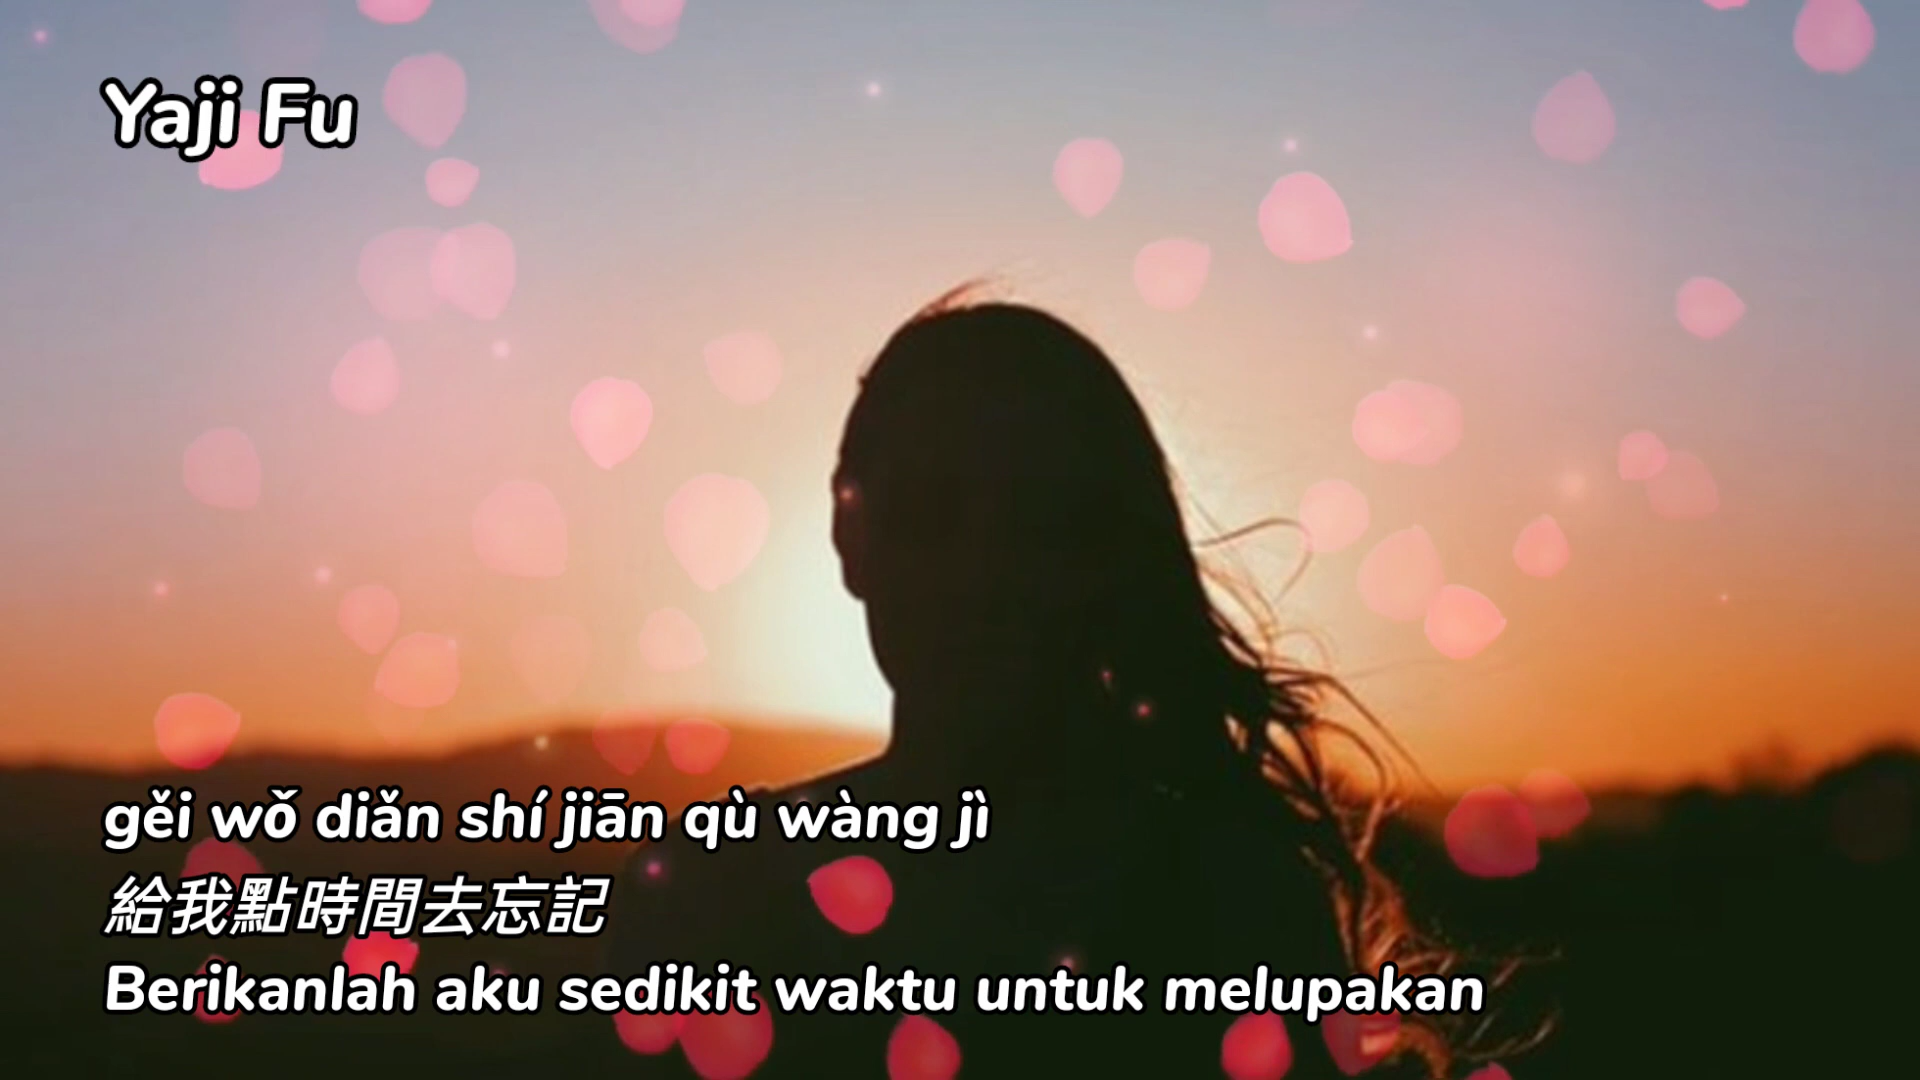 Yaji Fu
gěi wǒ diǎn shí jiān qù wàng jì
給我點時間去忘記
Berikanlah aku sedikit waktu untuk melupakan